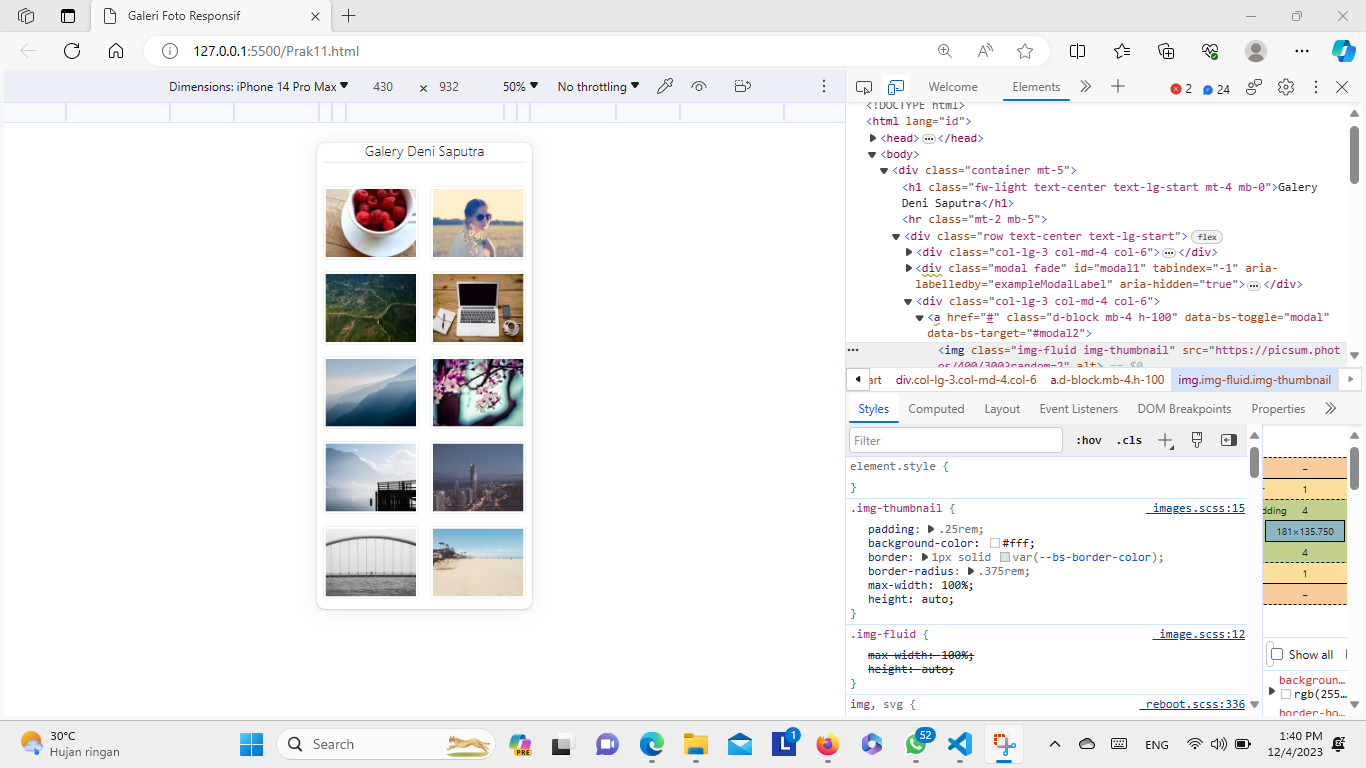 Galeri Foto Responsif
127.0.0.1:5500/Prak11.html
Dimensions: iPhone 14 Pro Max ▼ 430 × 932 50% ▼ No throttling ▼
Welcome Elements 2 24
Galery Deni Saputra
<!DOCTYPE html>
<html lang="id">
<head> ⋯ </head>
<body>
<div class="container mt-5">
<h1 class="fw-light text-center text-lg-start mt-4 mb-0">Galery
Deni Saputra</h1>
<hr class="mt-2 mb-5">
<div class="row text-center text-lg-start"> flex
<div class="col-lg-3 col-md-4 col-6"> ⋯ </div>
<div class="modal fade" id="modal1" tabindex="-1" aria-
labelledby="exampleModalLabel" aria-hidden="true"> ⋯ </div>
<div class="col-lg-3 col-md-4 col-6">
<a href="#" class="d-block mb-4 h-100" data-bs-toggle="modal"
data-bs-target="#modal2">
<img class="img-fluid img-thumbnail" src="https://picsum.phot
os/400/300?random=2" alt> == $0
art div.col-lg-3.col-md-4.col-6 a.d-block.mb-4.h-100 img.img-fluid.img-thumbnail
Styles Computed Layout Event Listeners DOM Breakpoints Properties
Filter :hov .cls
element.style {
}
.img-thumbnail { _images.scss:15
padding: ▶ .25rem;
background-color: #fff;
border: ▶ 1px solid var(--bs-border-color);
border-radius: ▶ .375rem;
max-width: 100%;
height: auto;
}
.img-fluid { _image.scss:12
max-width: 100%;
height: auto;
}
img, svg { _reboot.scss:336
–
1
dding 4
181×135.750
4
1
–
Show all
backgroun…
rgb(255…
border-bo…
30°C
Hujan ringan
Search
PRE
1
52
ENG
1:40 PM
12/4/2023